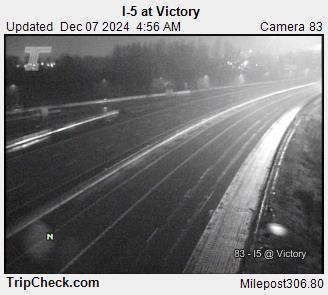 I-5 at Victory
Updated  Dec 07 2024  4:56 AM    Camera 83
T
N
83 - I5 @ Victory
TripCheck.com    Milepost306.80